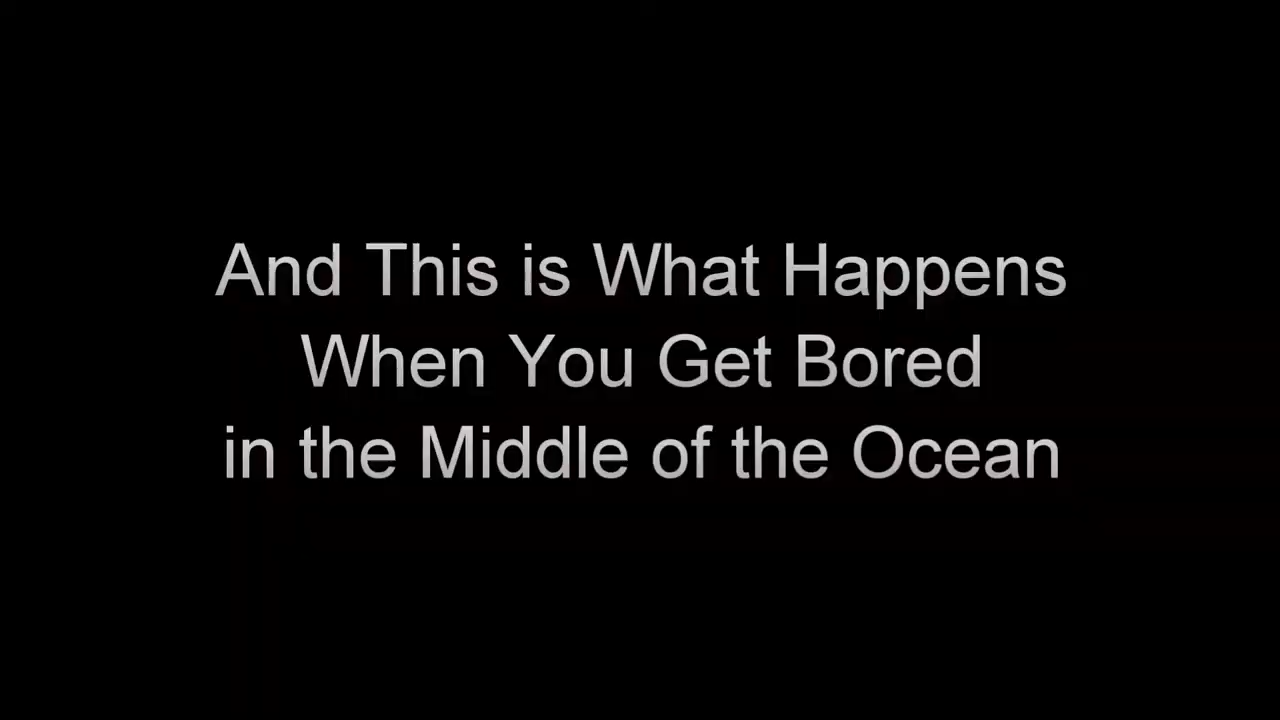 And This is What Happens
When You Get Bored
in the Middle of the Ocean